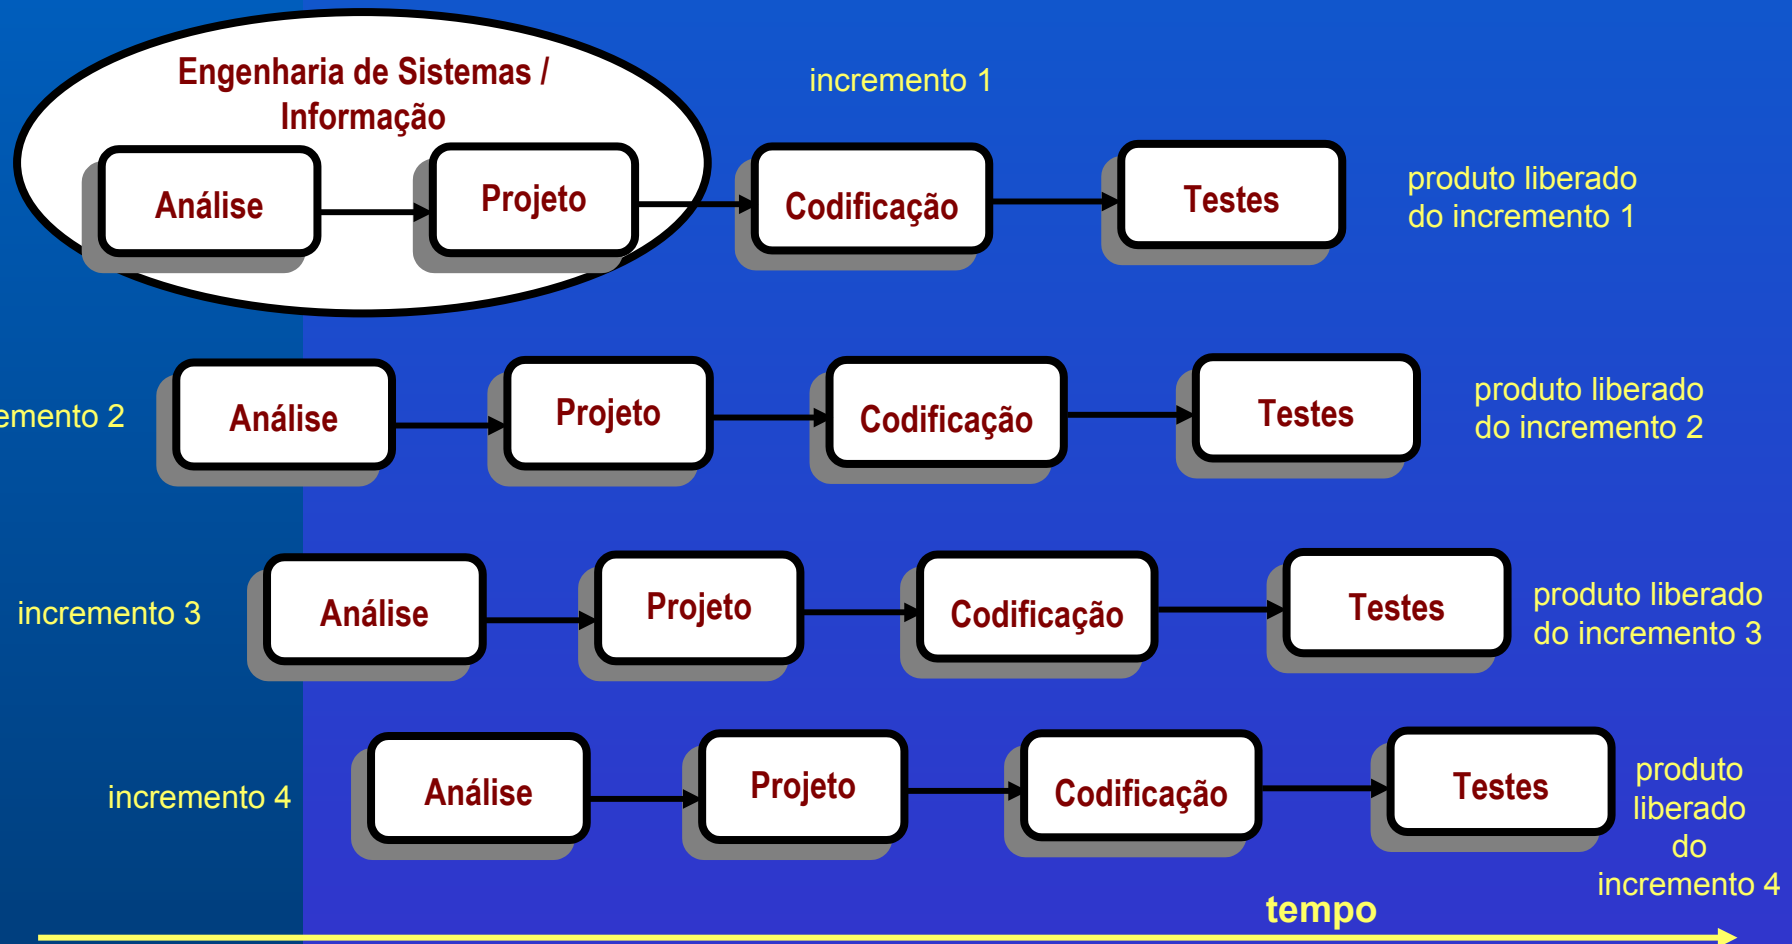 Engenharia de Sistemas /
Informação
incremento 1
Análise
Projeto
Codificação
Testes
produto liberado
do incremento 1
emento 2
Análise
Projeto
Codificação
Testes
produto liberado
do incremento 2
incremento 3
Análise
Projeto
Codificação
Testes
produto liberado
do incremento 3
incremento 4
Análise
Projeto
Codificação
Testes
produto
liberado
do
incremento 4
tempo